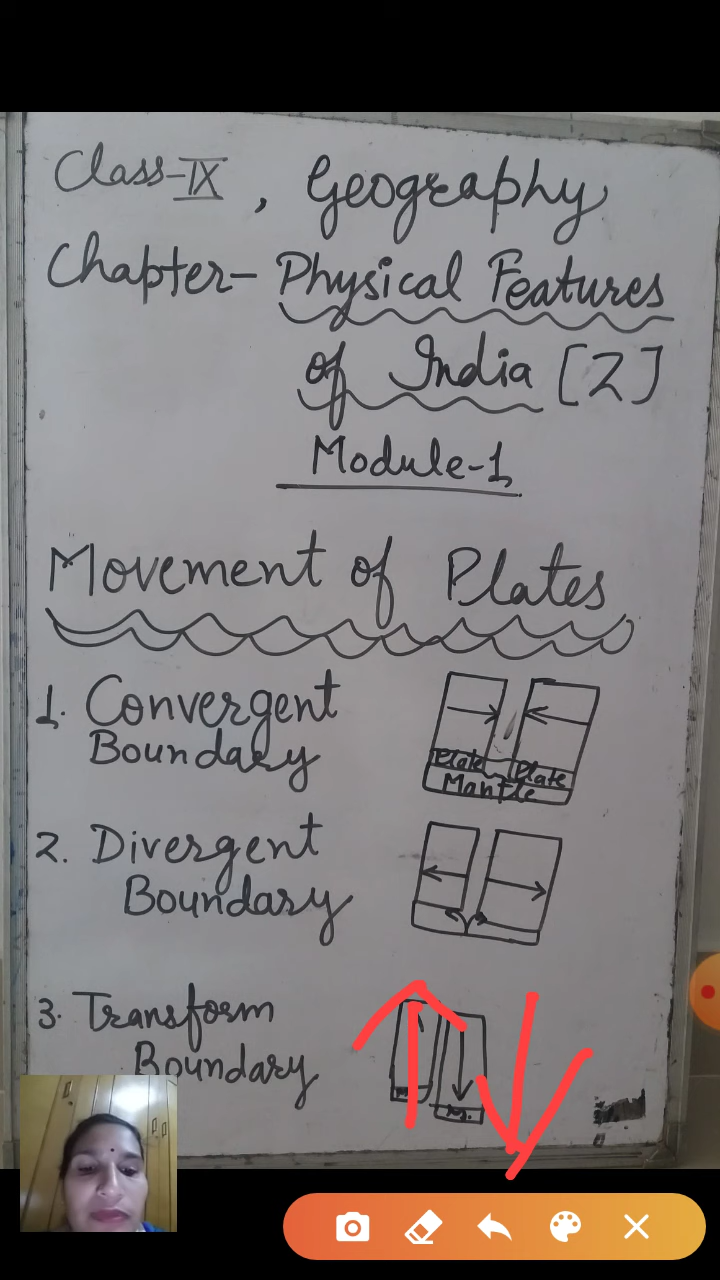 Class-IX, Geography
Chapter- Physical Features
of India [2]
Module-1
Movement of Plates
1. Convergent
Boundary
Plate Plate
Mantle
2. Divergent
Boundary
3. Transform
Boundary